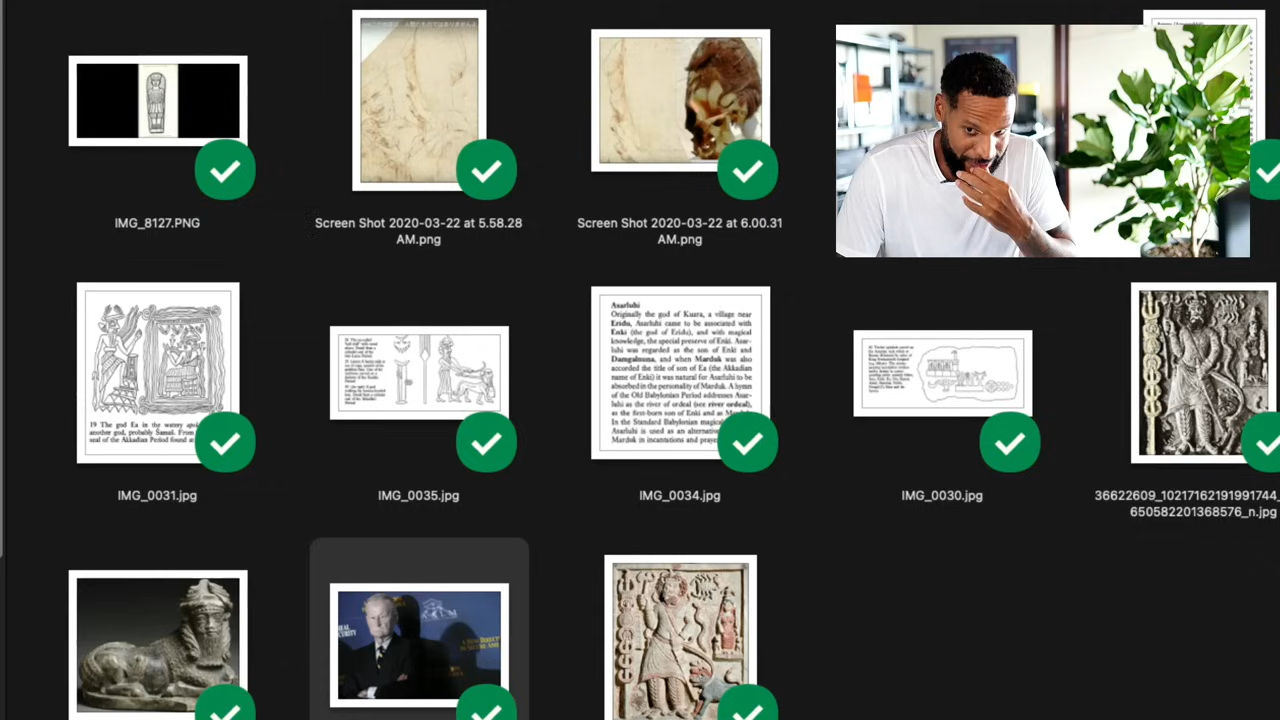 IMG_8127.PNG
Screen Shot 2020-03-22 at 5.58.28
AM.png
Screen Shot 2020-03-22 at 6.00.31
AM.png
19 The god Ea in the watery
another god, probably Šamaš. From
seal of the Akkadian Period found
IMG_0031.jpg
IMG_0035.jpg
Asarluhi
Originally the god of Kuara, a village near
Eridu, Asarluhi came to be associated with
Enki (the god of Eridu), and with magical
knowledge, the special preserve of Enki. Asar-
luhi was regarded as the son of Enki and
Damgalnuna, and when Marduk was also
accorded the title of son of Ea (the Akkadian
name of Enki) it was natural for Asarluhi to be
absorbed in the personality of Marduk. A hymn
of the Old Babylonian Period addresses Asar-
luhi as the river of ordeal (see river ordeal),
as the first-born son of Enki and as
In the Standard Babylonian magical
Asarluhi is used as an
Marduk in incantations and
IMG_0034.jpg
IMG_0030.jpg
36622609_10217162191991744_
650582201368576_n.jpg